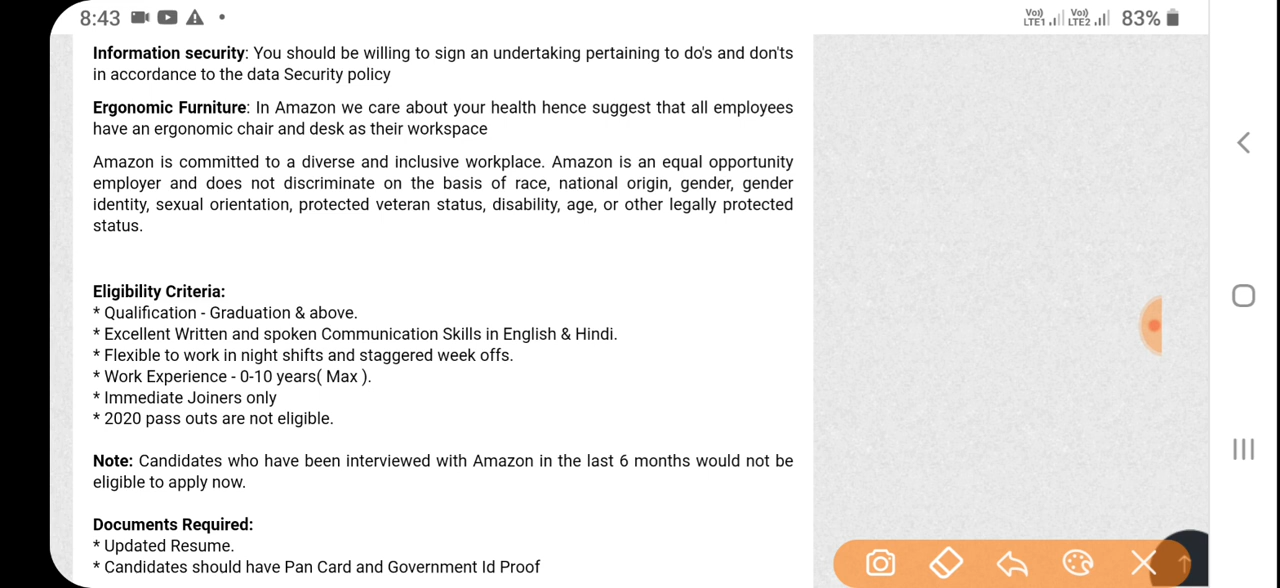 8:43
Vo)) LTE1 Vo)) LTE2 83%
Information security: You should be willing to sign an undertaking pertaining to do's and don'ts
in accordance to the data Security policy
Ergonomic Furniture: In Amazon we care about your health hence suggest that all employees
have an ergonomic chair and desk as their workspace
Amazon is committed to a diverse and inclusive workplace. Amazon is an equal opportunity
employer and does not discriminate on the basis of race, national origin, gender, gender
identity, sexual orientation, protected veteran status, disability, age, or other legally protected
status.
Eligibility Criteria:
* Qualification - Graduation & above.
* Excellent Written and spoken Communication Skills in English & Hindi.
* Flexible to work in night shifts and staggered week offs.
* Work Experience - 0-10 years( Max ).
* Immediate Joiners only
* 2020 pass outs are not eligible.
Note: Candidates who have been interviewed with Amazon in the last 6 months would not be
eligible to apply now.
Documents Required:
* Updated Resume.
* Candidates should have Pan Card and Government Id Proof